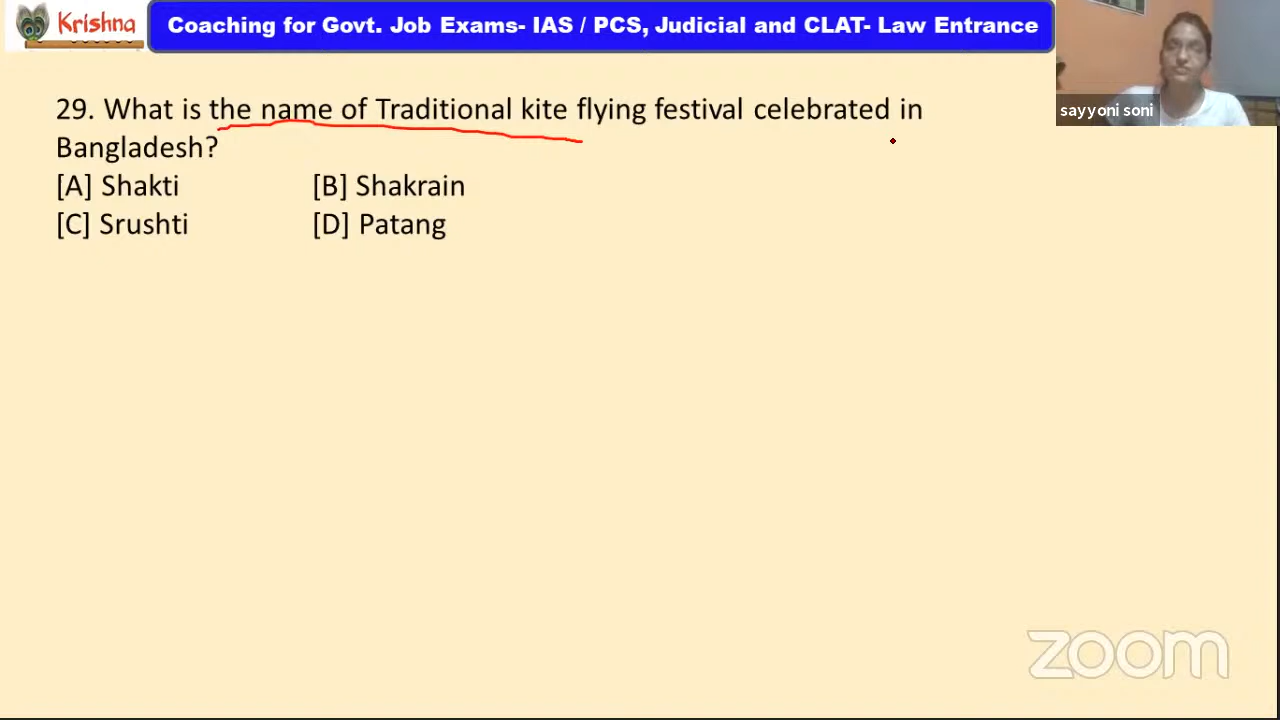 Krishna
Coaching for Govt. Job Exams- IAS / PCS, Judicial and CLAT- Law Entrance
sayyoni soni
29. What is the name of Traditional kite flying festival celebrated in
Bangladesh?
[A] Shakti [B] Shakrain
[C] Srushti [D] Patang
zoom